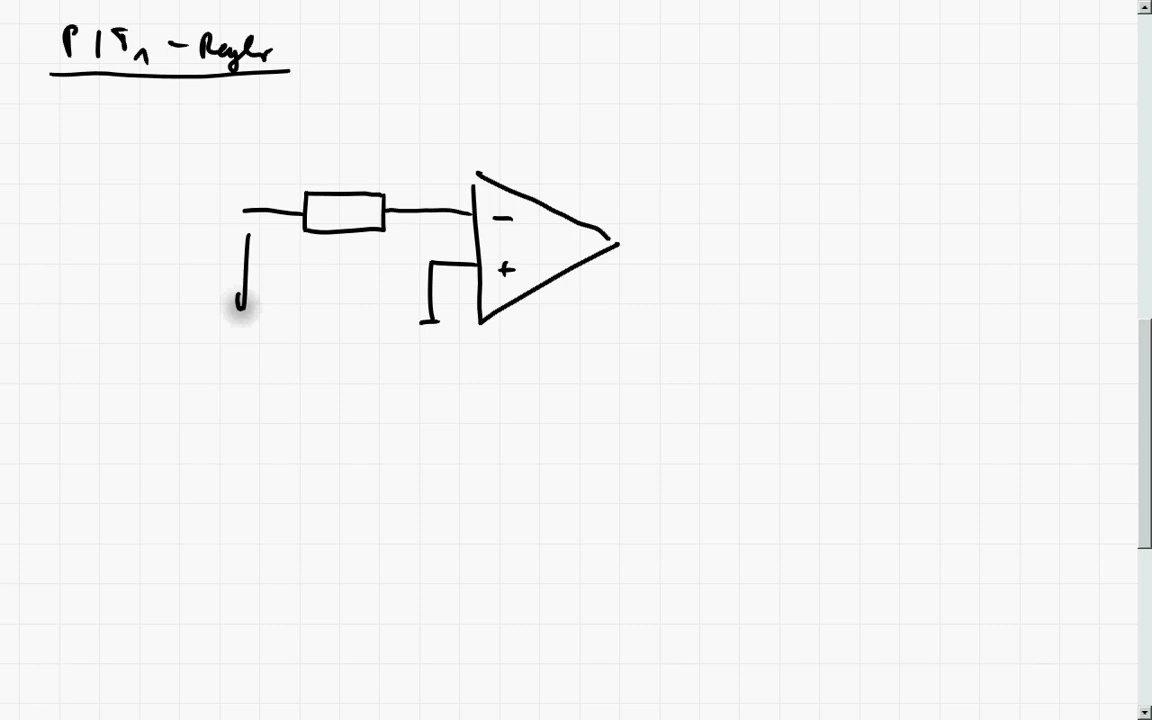 PIT₁ - Regler
-
+